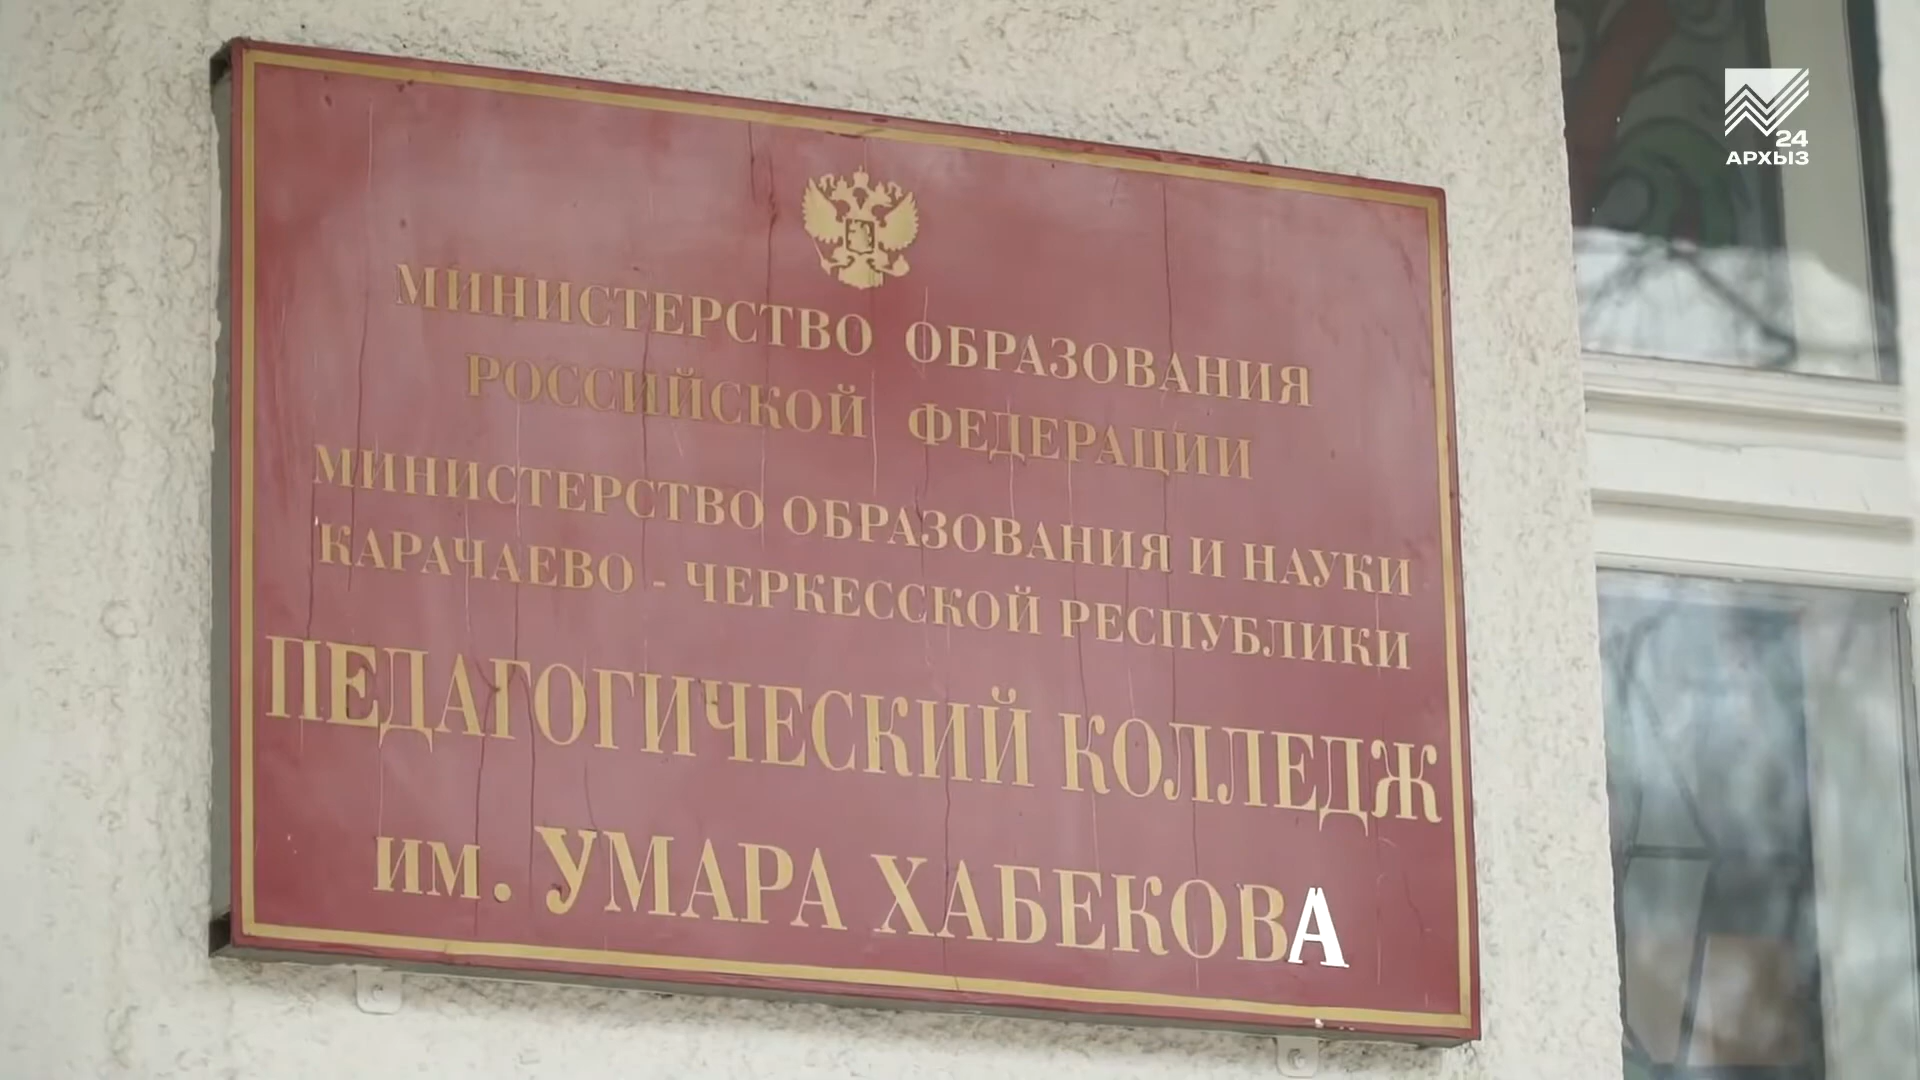 24
АРХЫЗ
МИНИСТЕРСТВО ОБРАЗОВАНИЯ
РОССИЙСКОЙ ФЕДЕРАЦИИ
МИНИСТЕРСТВО ОБРАЗОВАНИЯ И НАУКИ
КАРАЧАЕВО - ЧЕРКЕССКОЙ РЕСПУБЛИКИ
ПЕДАГОГИЧЕСКИЙ КОЛЛЕДЖ
им. УМАРА ХАБЕКОВА